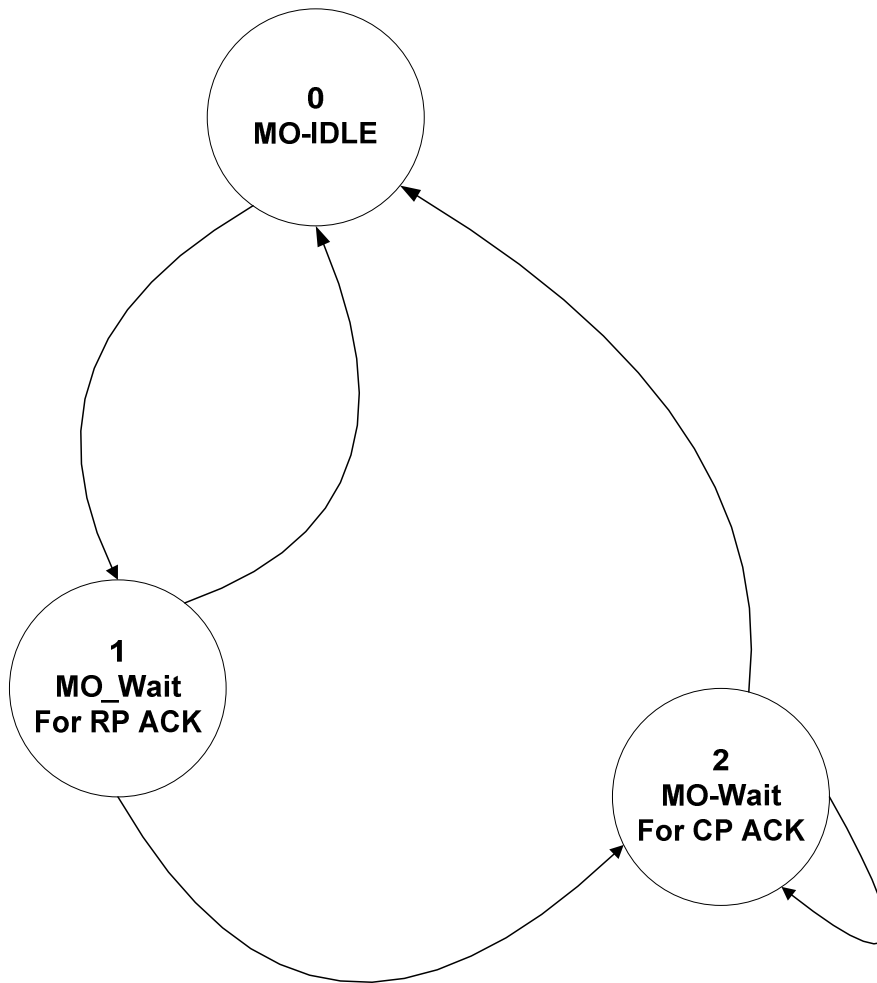 0
MO-IDLE
1
MO_Wait
For RP ACK
2
MO-Wait
For CP ACK